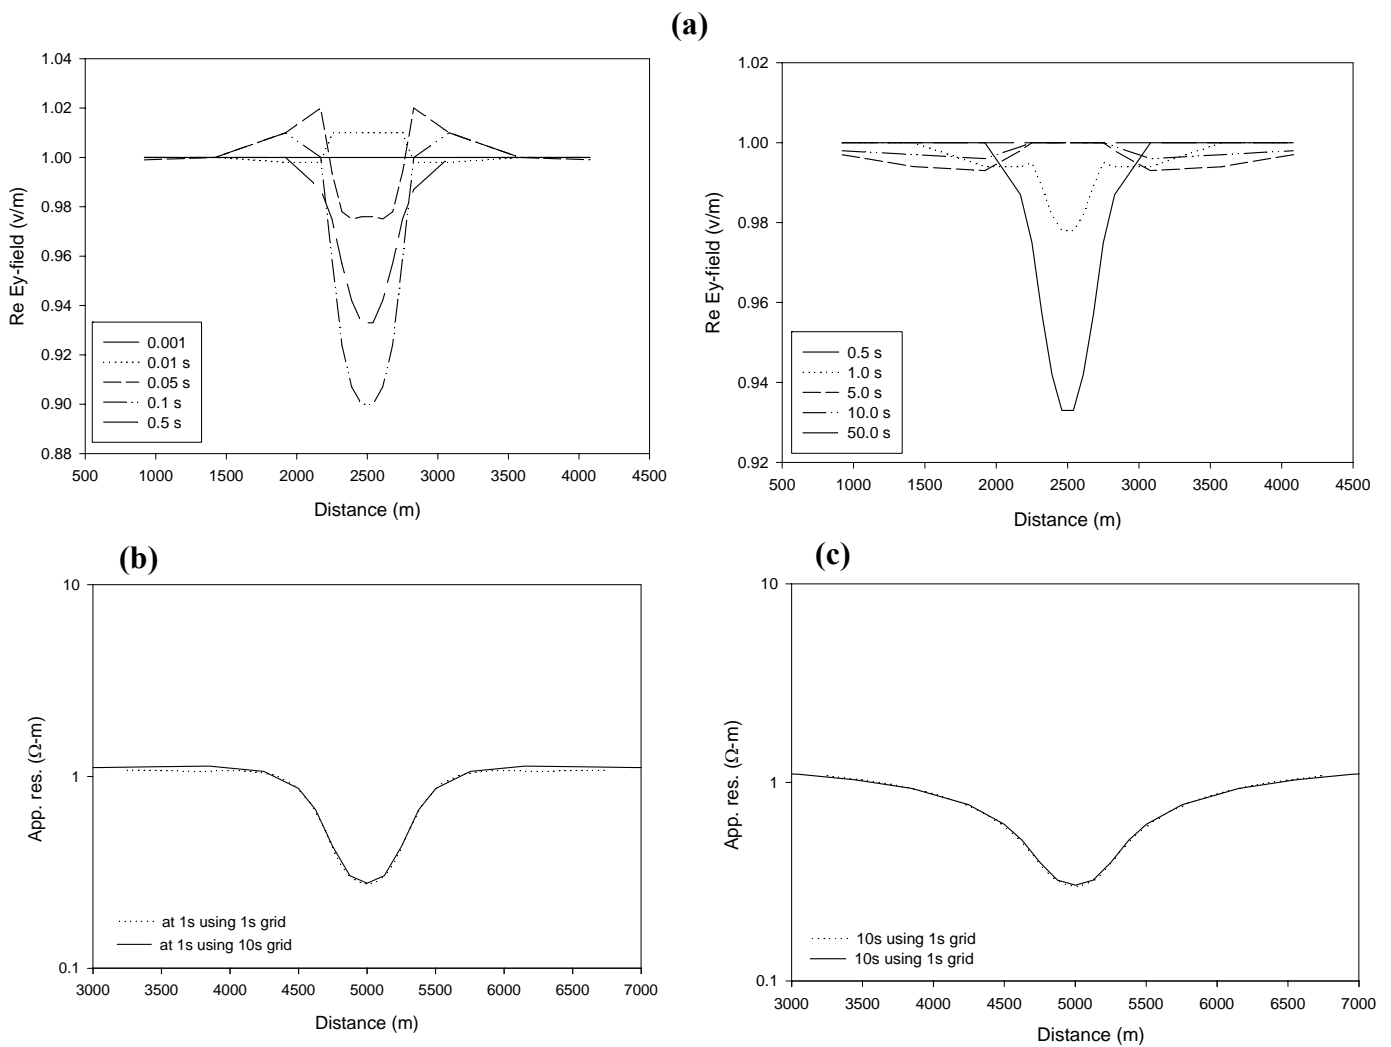 (a)
1.04
1.02
1.00
0.98
0.96
0.94
0.92
0.90
0.88
Re Ey-field (v/m)
0.001
0.01 s
0.05 s
0.1 s
0.5 s
500 1000 1500 2000 2500 3000 3500 4000 4500
Distance (m)
1.02
1.00
0.98
0.96
0.94
0.92
Re Ey-field (v/m)
0.5 s
1.0 s
5.0 s
10.0 s
50.0 s
500 1000 1500 2000 2500 3000 3500 4000 4500
Distance (m)
(b)
10
1
0.1
App. res. (Ω-m)
at 1s using 1s grid
at 1s using 10s grid
3000 3500 4000 4500 5000 5500 6000 6500 7000
Distance (m)
(c)
10
1
0.1
App. res. (Ω-m)
10s using 1s grid
10s using 1s grid
3000 3500 4000 4500 5000 5500 6000 6500 7000
Distance (m)